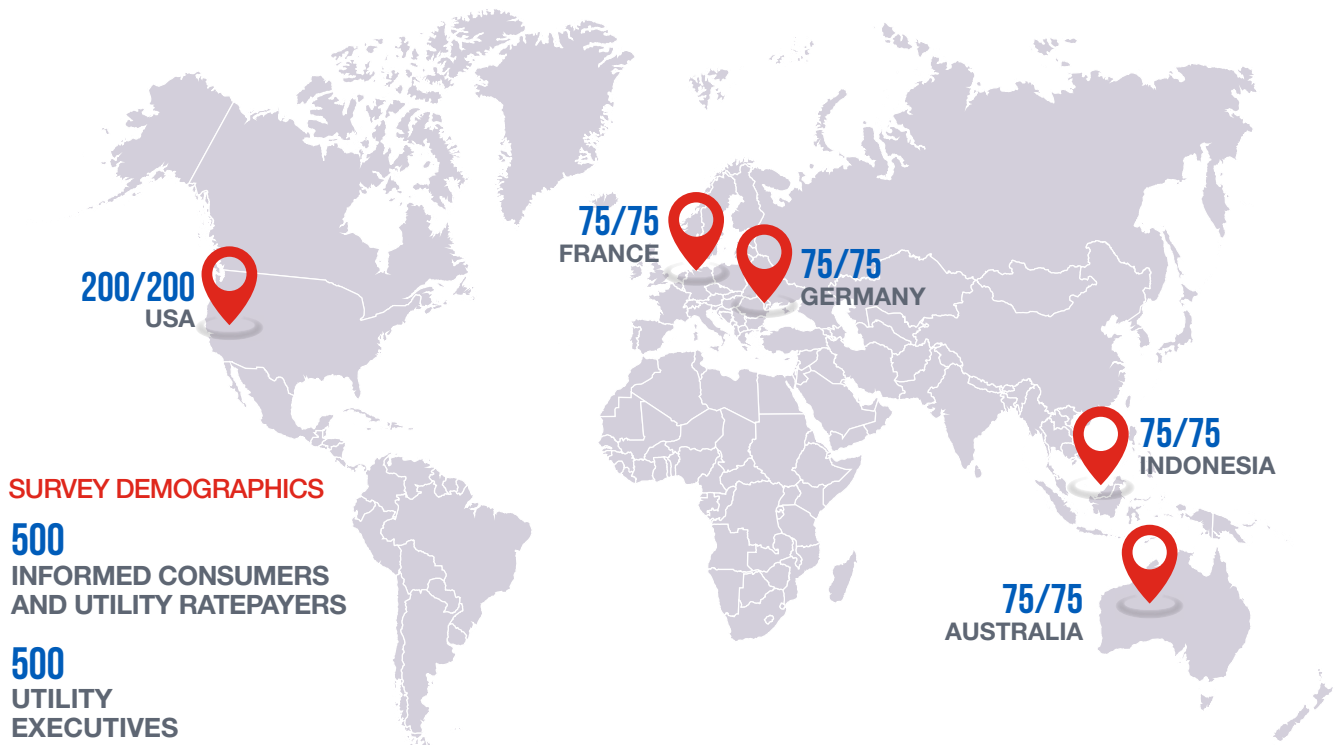 75/75
FRANCE
75/75
GERMANY
200/200
USA
75/75
INDONESIA
SURVEY DEMOGRAPHICS
500
INFORMED CONSUMERS
AND UTILITY RATEPAYERS
75/75
AUSTRALIA
500
UTILITY
EXECUTIVES